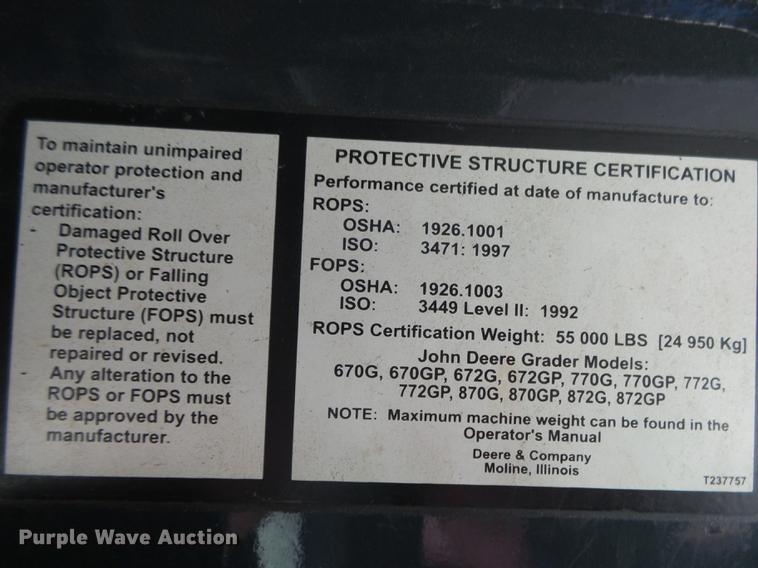 To maintain unimpaired
operator protection and
manufacturer's
certification:
- Damaged Roll Over
Protective Structure
(ROPS) or Falling
Object Protective
Structure (FOPS) must
be replaced, not
repaired or revised.
- Any alteration to the
ROPS or FOPS must
be approved by the
manufacturer.
PROTECTIVE STRUCTURE CERTIFICATION
Performance certified at date of manufacture to:
ROPS:
OSHA: 1926.1001
ISO: 3471: 1997
FOPS:
OSHA: 1926.1003
ISO: 3449 Level II: 1992
ROPS Certification Weight: 55 000 LBS [24 950 Kg]
John Deere Grader Models:
670G, 670GP, 672G, 672GP, 770G, 770GP, 772G,
772GP, 870G, 870GP, 872G, 872GP
NOTE: Maximum machine weight can be found in the
Operator's Manual
Deere & Company
Moline, Illinois
T237757
Purple Wave Auction